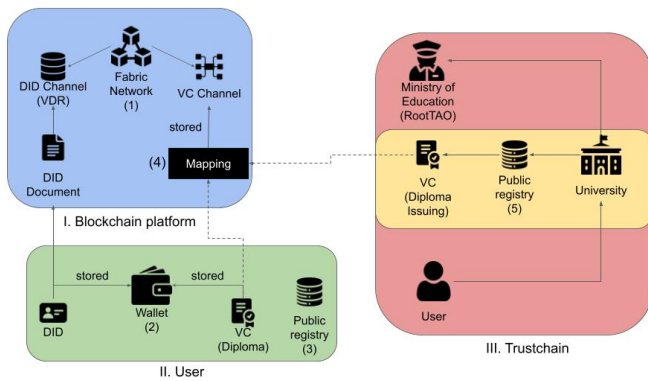 DID Channel
(VDR)
Fabric
Network
(1)
VC Channel
stored
(4)
Mapping
DID
Document
I. Blockchain platform
stored
stored
DID
Wallet
(2)
VC
(Diploma)
Public
registry
(3)
II. User
Ministry of
Education
(RootTAO)
VC
(Diploma
Issuing)
Public
registry
(5)
University
User
III. Trustchain